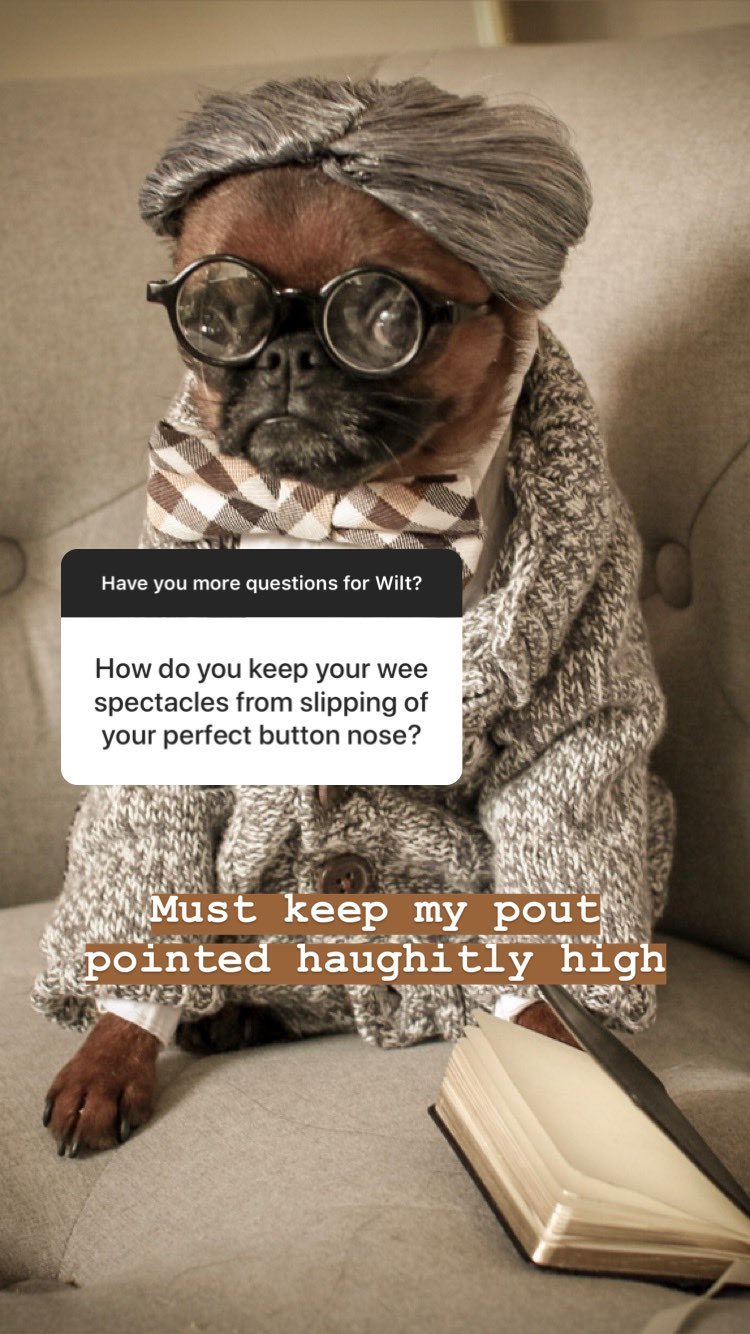 Have you more questions for Wilt?
How do you keep your wee
spectacles from slipping of
your perfect button nose?
Must keep my pout
pointed haughitly high